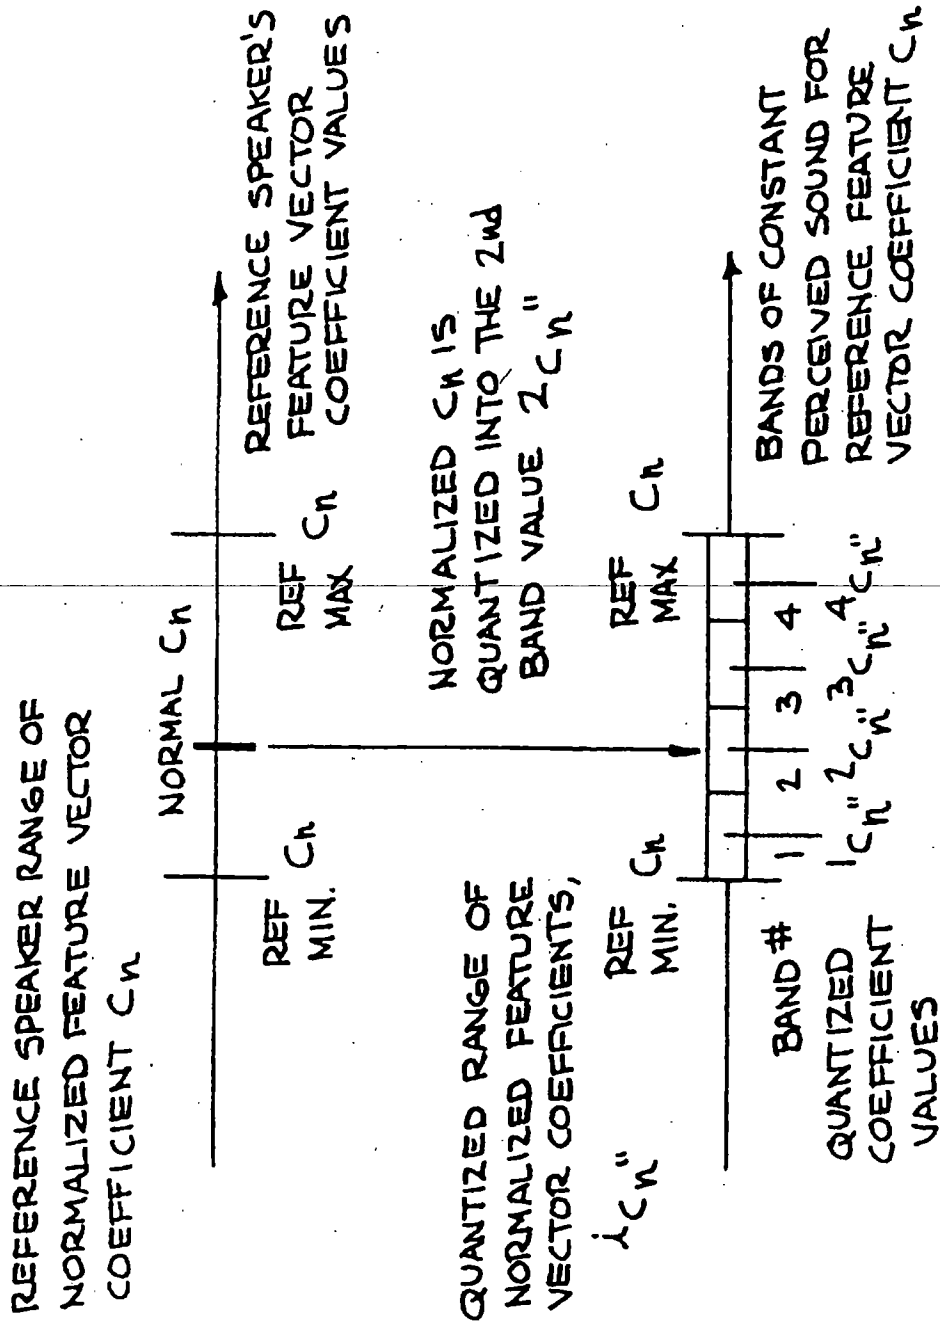 REFERENCE SPEAKER RANGE OF
NORMALIZED FEATURE VECTOR
COEFFICIENT Cn
NORMAL Cn
REF
MIN.
Cn
REF
MAX
Cn
REFERENCE SPEAKER'S
FEATURE VECTOR
COEFFICIENT VALUES
NORMALIZED Cn IS
QUANTIZED INTO THE 2nd
BAND VALUE 2Cn"
QUANTIZED RANGE OF
NORMALIZED FEATURE
VECTOR COEFFICIENTS,
iCn"
REF
MIN.
Cn
REF
MAX
Cn
BAND # 1 2 3 4
QUANTIZED
COEFFICIENT
VALUES
1Cn" 2Cn" 3Cn" 4Cn"
BANDS OF CONSTANT
PERCEIVED SOUND FOR
REFERENCE FEATURE
VECTOR COEFFICIENT Cn